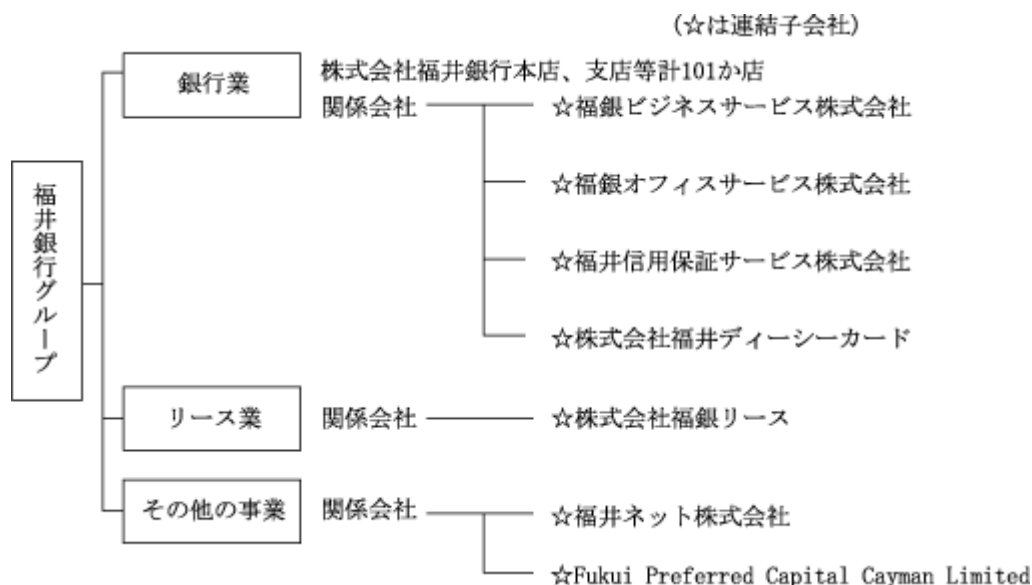 (☆は連結子会社)
福井銀行グループ
銀行業
株式会社福井銀行本店、支店等計101か店
関係会社
☆福銀ビジネスサービス株式会社
☆福銀オフィスサービス株式会社
☆福井信用保証サービス株式会社
☆株式会社福井ディーシーカード
リース業
関係会社
☆株式会社福銀リース
その他の事業
関係会社
☆福井ネット株式会社
☆Fukui Preferred Capital Cayman Limited